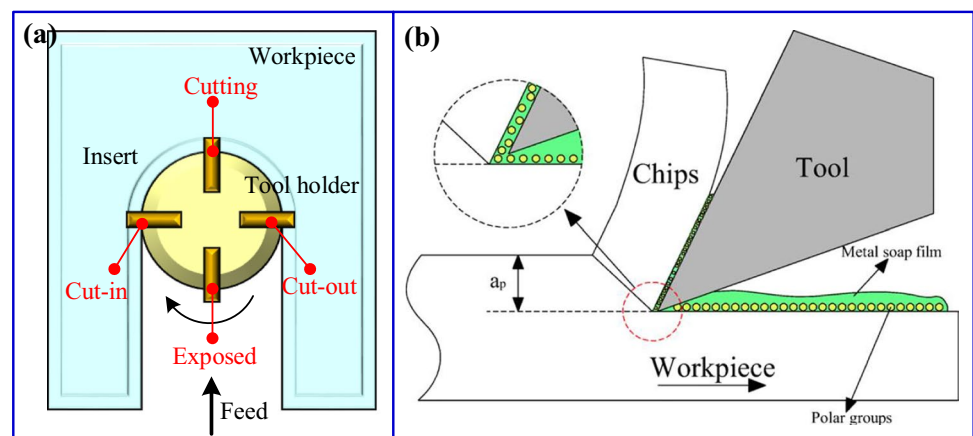 (a)
Workpiece
Cutting
Insert
Tool holder
Cut-in
Cut-out
Exposed
Feed
(b)
Chips
Tool
Metal soap film
ap
Workpiece
Polar groups